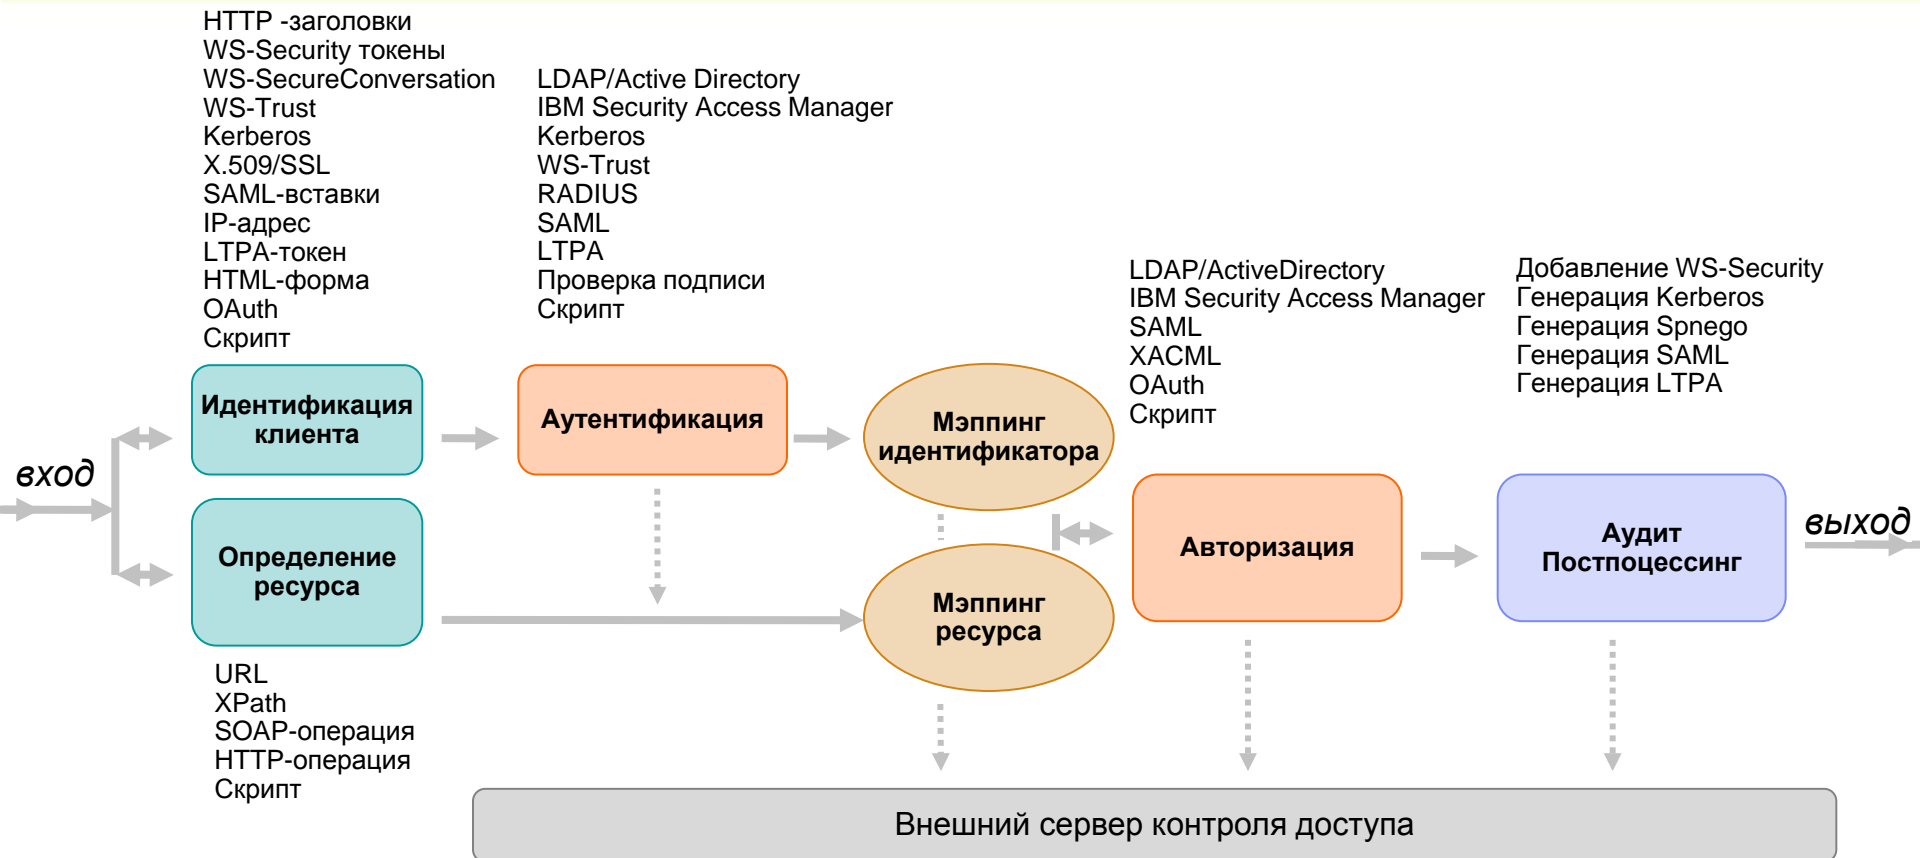 HTTP -заголовки
WS-Security токены
WS-SecureConversation
WS-Trust
Kerberos
X.509/SSL
SAML-вставки
IP-адрес
LTPA-токен
HTML-форма
OAuth
Скрипт
LDAP/Active Directory
IBM Security Access Manager
Kerberos
WS-Trust
RADIUS
SAML
LTPA
Проверка подписи
Скрипт
LDAP/ActiveDirectory
IBM Security Access Manager
SAML
XACML
OAuth
Скрипт
Добавление WS-Security
Генерация Kerberos
Генерация Spnego
Генерация SAML
Генерация LTPA
вход
Идентификация
клиента
Аутентификация
Мэппинг
идентификатора
Определение
ресурса
Мэппинг
ресурса
Авторизация
Аудит
Постпоцессинг
выход
URL
XPath
SOAP-операция
HTTP-операция
Скрипт
Внешний сервер контроля доступа